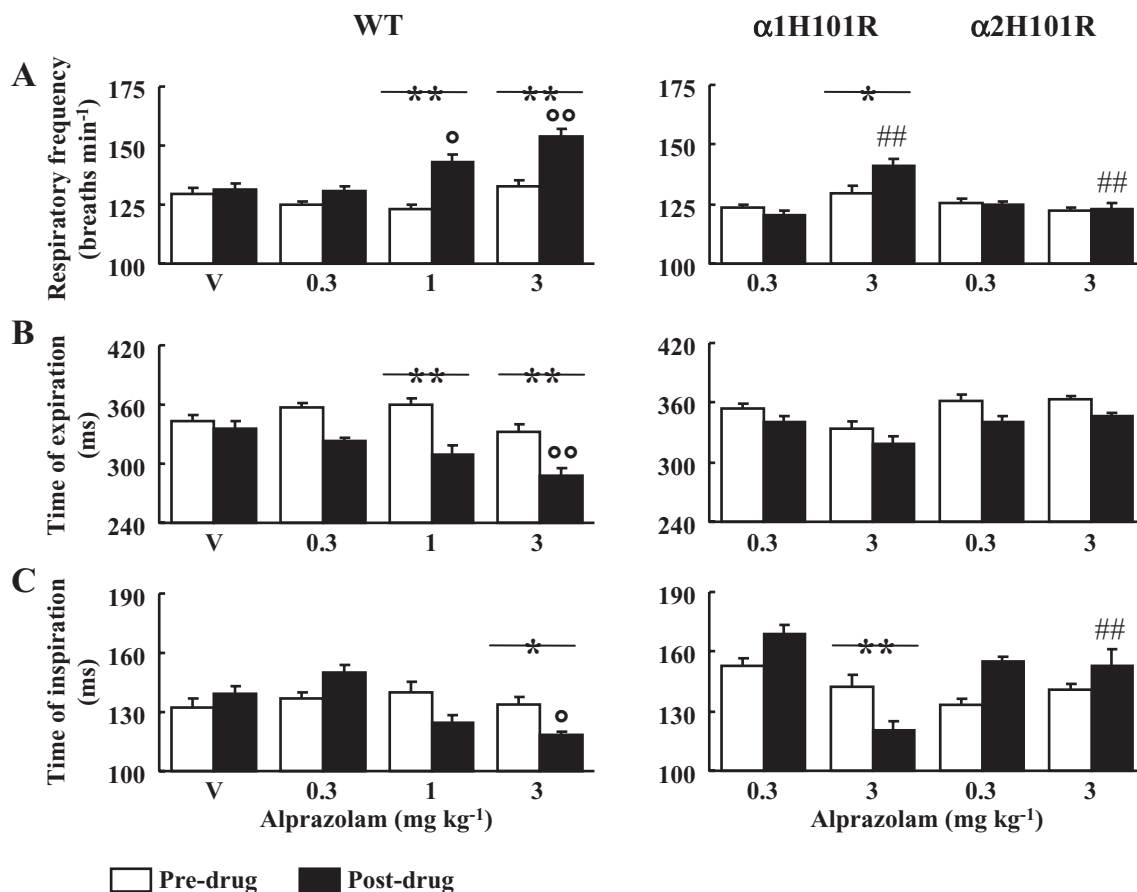 WT α1H101R α2H101R
A
Respiratory frequency
(breaths min-1)
175
150
125
100
** **
° °°
V 0.3 1 3
175
150
125
100
*
## ##
0.3 3 0.3 3
B
Time of expiration
(ms)
420
360
300
240
** **
°°
V 0.3 1 3
420
360
300
240
0.3 3 0.3 3
C
Time of inspiration
(ms)
190
160
130
100
*
°
V 0.3 1 3
Alprazolam (mg kg-1)
190
160
130
100
**
##
0.3 3 0.3 3
Alprazolam (mg kg-1)
Pre-drug Post-drug